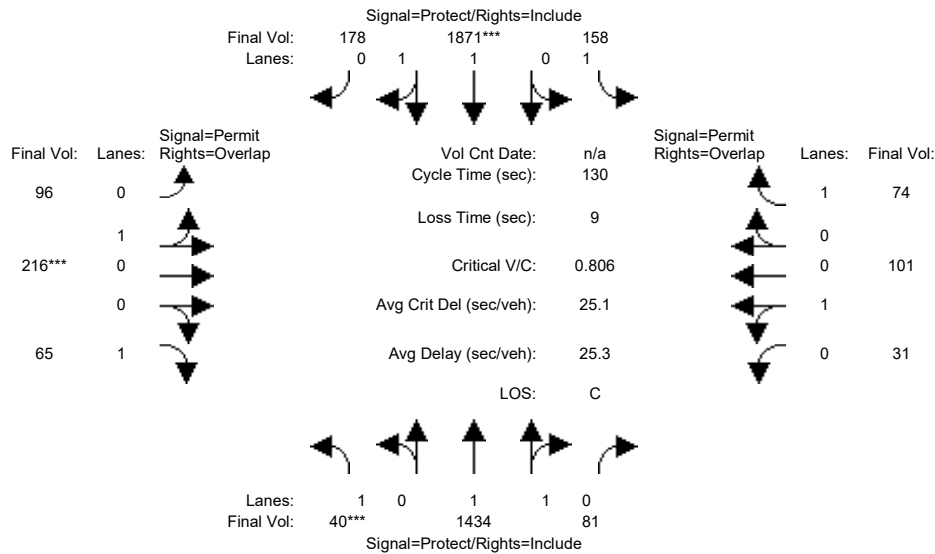 Signal=Protect/Rights=Include
Final Vol: 178 1871*** 158
Lanes: 0 1 1 0 1
Signal=Permit
Final Vol: Lanes: Rights=Overlap
Vol Cnt Date: n/a
Signal=Permit
Rights=Overlap Lanes: Final Vol:
Cycle Time (sec): 130
96 0
1 74
Loss Time (sec): 9
1
0
216*** 0
Critical V/C: 0.806
0 101
0
Avg Crit Del (sec/veh): 25.1
1
65 1
Avg Delay (sec/veh): 25.3
0 31
LOS: C
Lanes: 1 0 1 1 0
Final Vol: 40*** 1434 81
Signal=Protect/Rights=Include